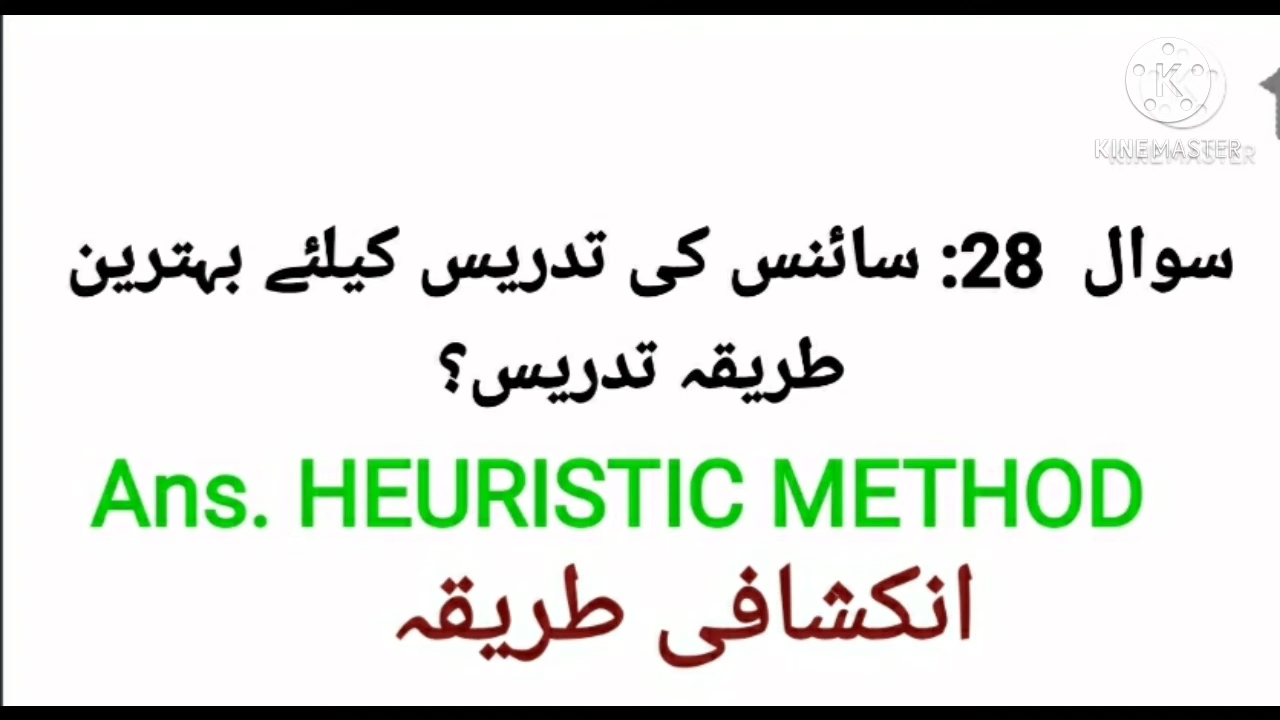 KINEMASTER
سوال 28: سائنس کی تدریس کیلئے بہترین
طریقہ تدریس؟
Ans. HEURISTIC METHOD
انکشافی طریقہ